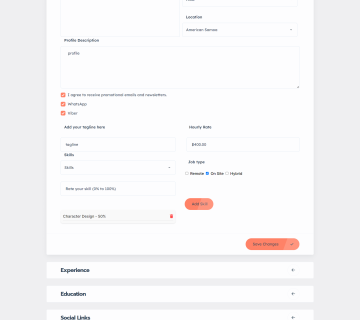 Location
American Samoa
Profile Description
profile
I agree to receive promotional emails and newsletters.
WhatsApp
Viber
Add your tagline here
Hourly Rate
tagline
$400.00
Skills
Job type
Skills
Remote On Site Hybrid
Rate your skill (0% to 100%)
Add Skill
Character Design - 50%
Save Changes
Experience
Education
Social Links